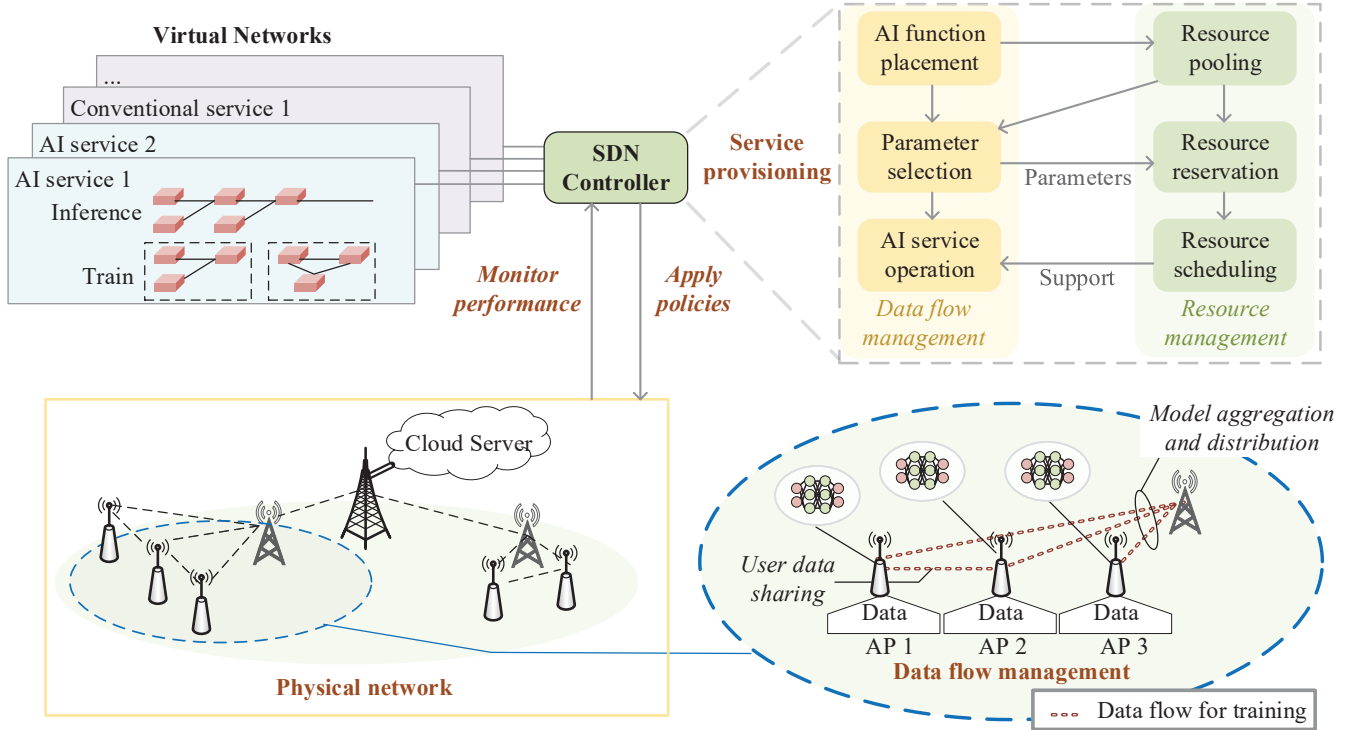 Virtual Networks
...
Conventional service 1
AI service 2
AI service 1
Inference
Train
SDN
Controller
Monitor
performance
Apply
policies
Service
provisioning
AI function
placement
Resource
pooling
Parameter
selection
Parameters
Resource
reservation
AI service
operation
Support
Resource
scheduling
Data flow
management
Resource
management
Cloud Server
Physical network
Model aggregation
and distribution
User data
sharing
Data
Data
Data
AP 1
AP 2
AP 3
Data flow management
Data flow for training